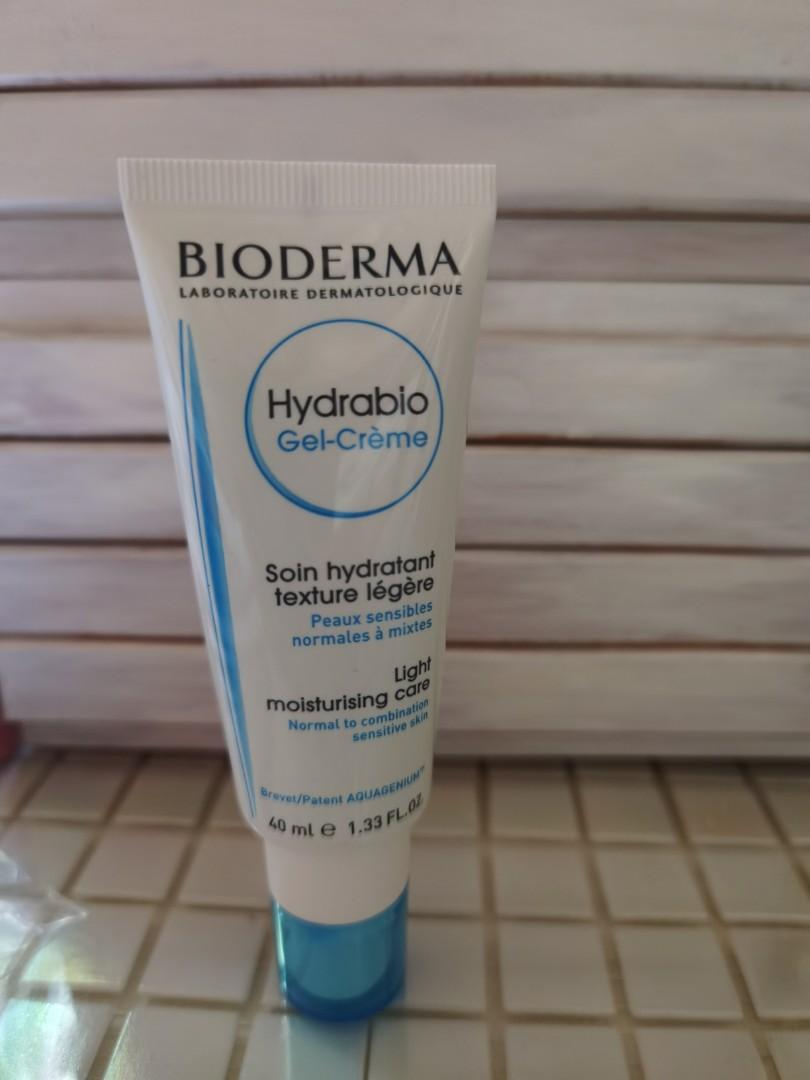 BIODERMA
LABORATOIRE DERMATOLOGIQUE
Hydrabio
Gel-Crème
Soin hydratant
texture légère
Peaux sensibles
normales à mixtes
Light
moisturising care
Normal to combination
sensitive skin
Brevet/Patent AQUAGENIUM™
40 ml ℮ 1.33 FL.OZ.